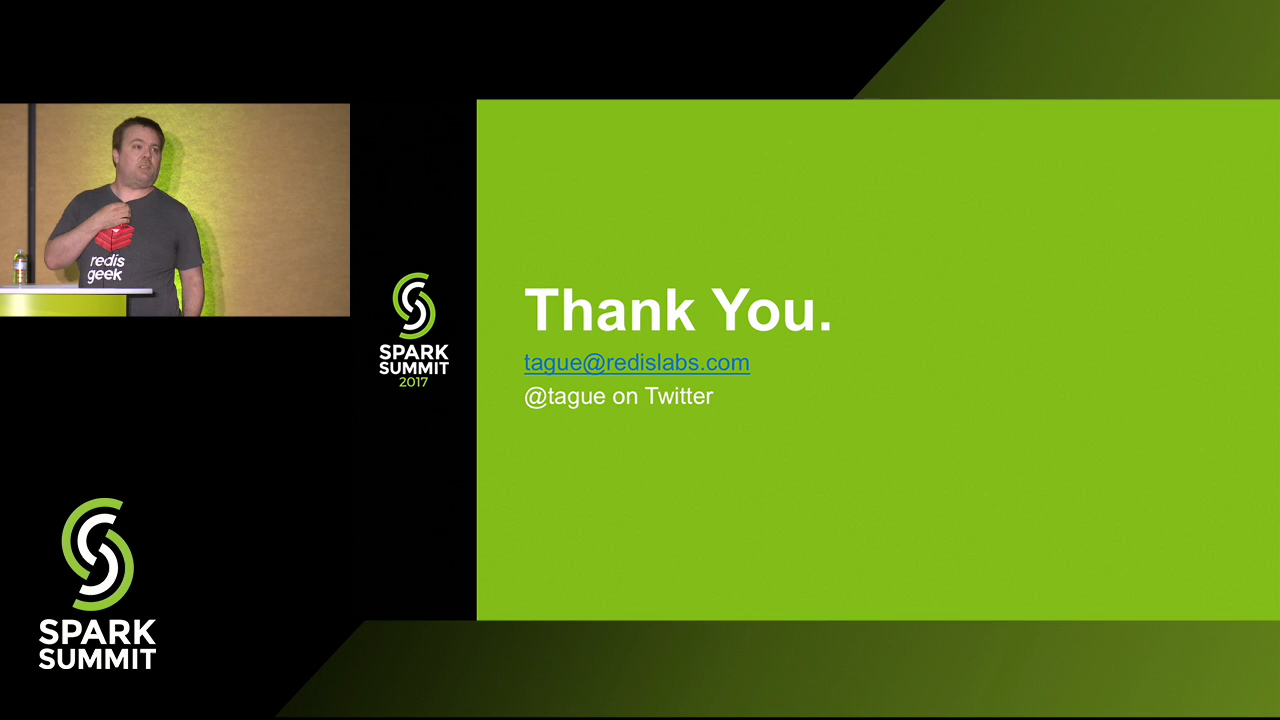 redis
geek
SPARK
SUMMIT
2017
Thank You.
tague@redislabs.com
@tague on Twitter
SPARK
SUMMIT